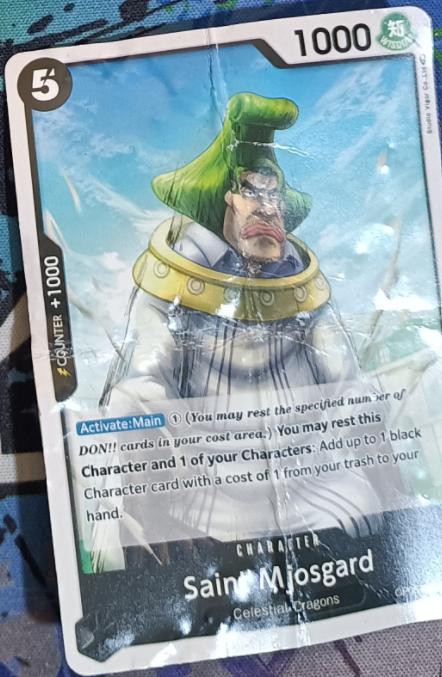 5
1000
知
WISDOM
COUNTER +1000
Activate:Main ① (You may rest the specified number of
DON!! cards in your cost area.) You may rest this
Character and 1 of your Characters: Add up to 1 black
Character card with a cost of 1 from your trash to your
hand.
CHARACTER
Saint Mjosgard
Celestial Dragons